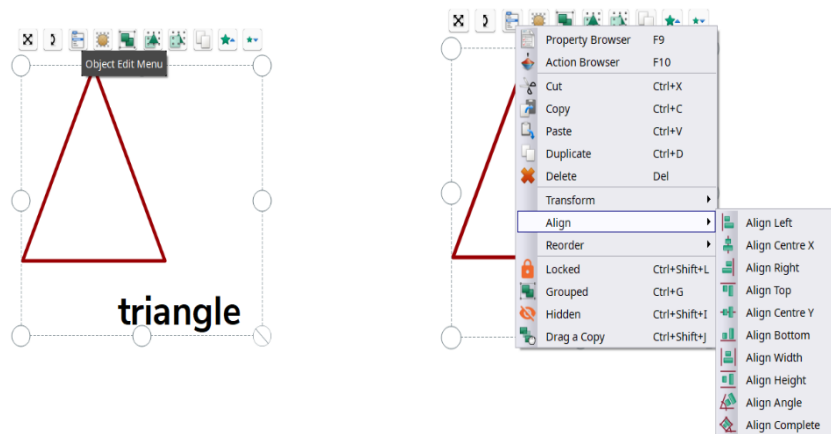 Object Edit Menu
triangle
Property Browser F9
Action Browser F10
Cut Ctrl+X
Copy Ctrl+C
Paste Ctrl+V
Duplicate Ctrl+D
Delete Del
Transform
Align
Reorder
Locked Ctrl+Shift+L
Grouped Ctrl+G
Hidden Ctrl+Shift+I
Drag a Copy Ctrl+Shift+J
Align Left
Align Centre X
Align Right
Align Top
Align Centre Y
Align Bottom
Align Width
Align Height
Align Angle
Align Complete